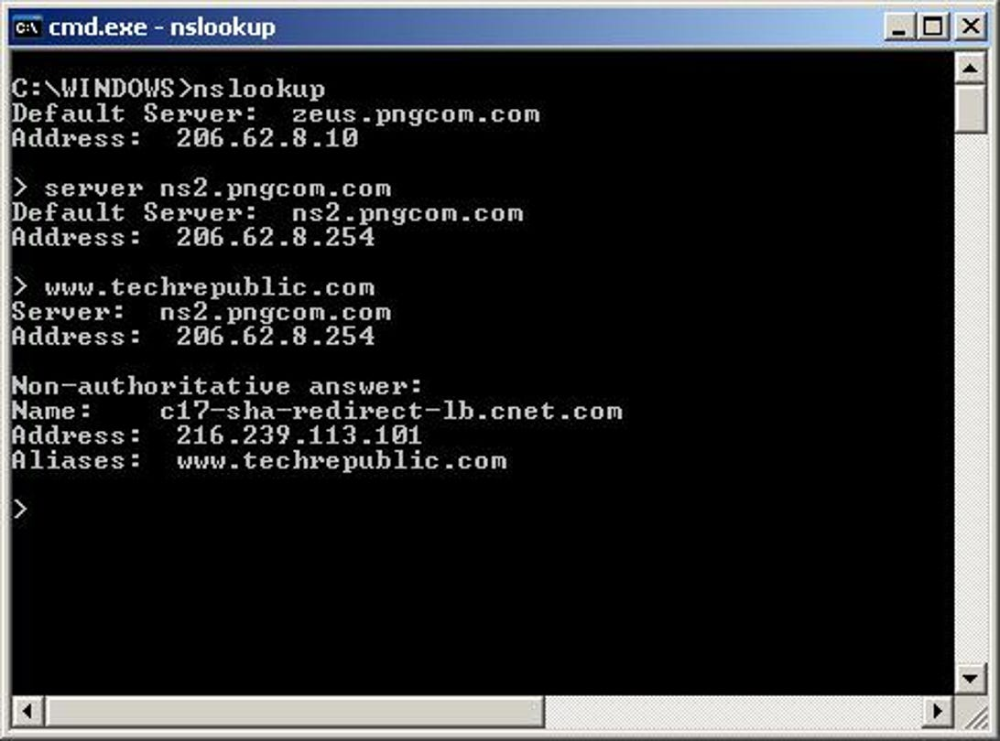 cmd.exe - nslookup
C:\WINDOWS>nslookup
Default Server:  zeus.pngcom.com
Address:  206.62.8.10
> server ns2.pngcom.com
Default Server:  ns2.pngcom.com
Address:  206.62.8.254
> www.techrepublic.com
Server:  ns2.pngcom.com
Address:  206.62.8.254
Non-authoritative answer:
Name:    c17-sha-redirect-lb.cnet.com
Address:  216.239.113.101
Aliases:  www.techrepublic.com
>